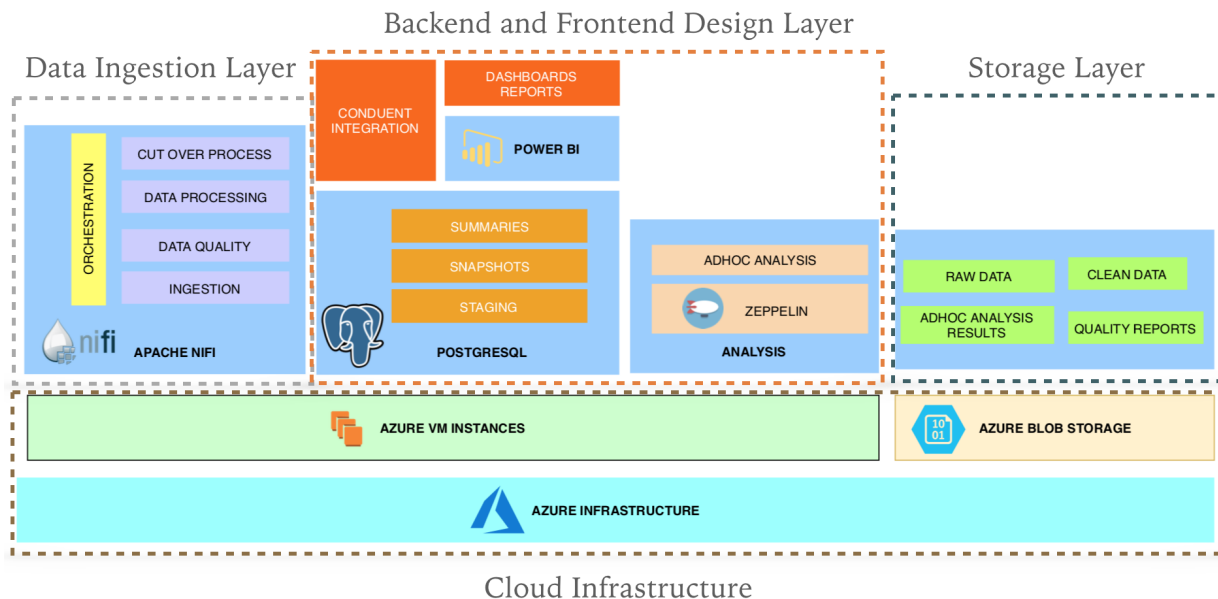 Backend and Frontend Design Layer
Data Ingestion Layer
Storage Layer
ORCHESTRATION
CUT OVER PROCESS
DATA PROCESSING
DATA QUALITY
INGESTION
nifi
APACHE NIFI
CONDUENT
INTEGRATION
DASHBOARDS
REPORTS
POWER BI
SUMMARIES
SNAPSHOTS
STAGING
POSTGRESQL
ADHOC ANALYSIS
ZEPPELIN
ANALYSIS
RAW DATA
CLEAN DATA
ADHOC ANALYSIS
RESULTS
QUALITY REPORTS
AZURE VM INSTANCES
10
01
AZURE BLOB STORAGE
AZURE INFRASTRUCTURE
Cloud Infrastructure